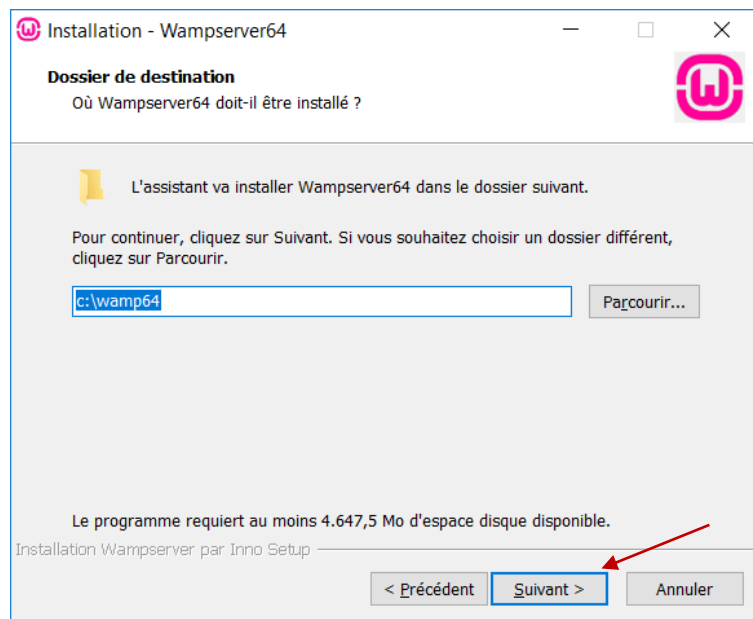 Installation - Wampserver64
Dossier de destination
Où Wampserver64 doit-il être installé ?
L'assistant va installer Wampserver64 dans le dossier suivant.
Pour continuer, cliquez sur Suivant. Si vous souhaitez choisir un dossier différent,
cliquez sur Parcourir.
c:\wamp64
Parcourir...
Le programme requiert au moins 4.647,5 Mo d'espace disque disponible.
Installation Wampserver par Inno Setup
< Précédent
Suivant >
Annuler